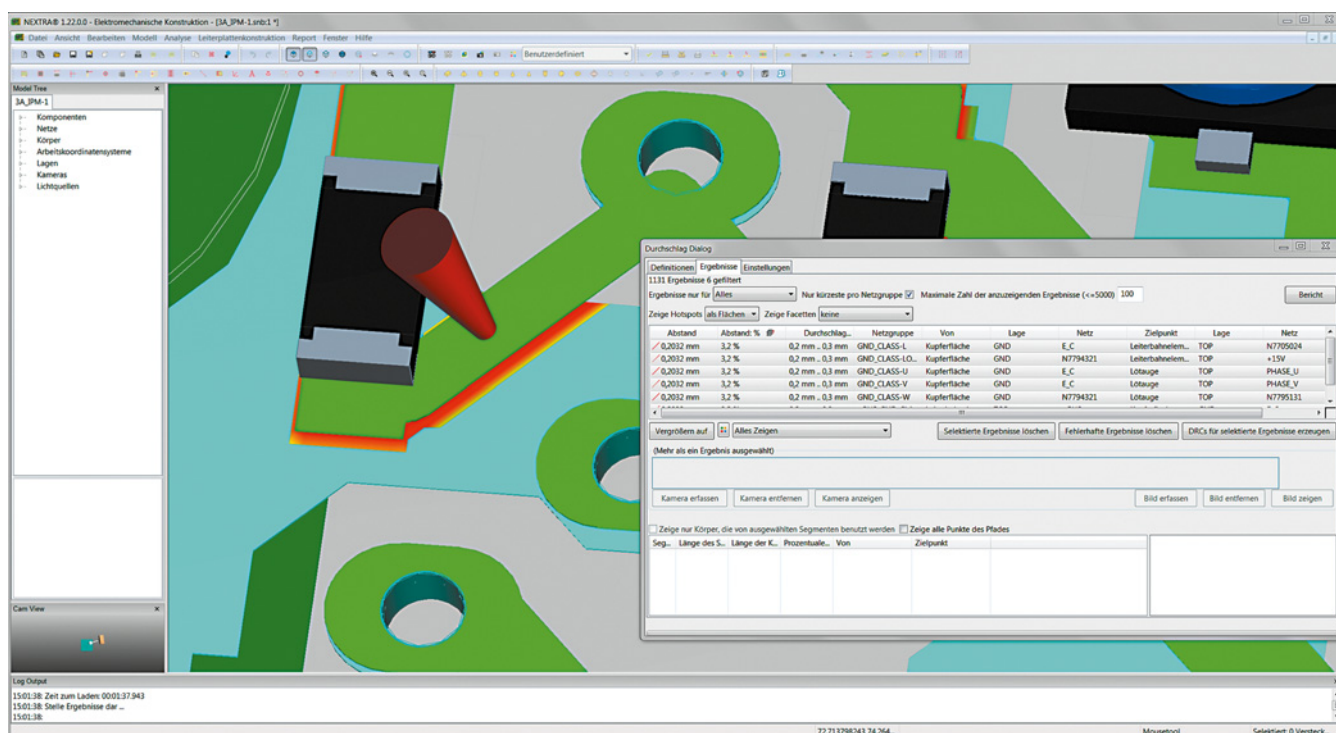 NEXTRA® 1.22.0.0 - Elektromechanische Konstruktion - [3A_IPM-1.snb:1 *]
Datei Ansicht Bearbeiten Modell Analyse Leiterplattenkonstruktion Report Fenster Hilfe
Benutzerdefiniert
Model Tree
3A_IPM-1
Komponenten
Netze
Körper
Arbeitskoordinatensysteme
Lagen
Kameras
Lichtquellen
Durchschlag Dialog
Definitionen Ergebnisse Einstellungen
1131 Ergebnisse 6 gefiltert
Ergebnisse nur für Alles Nur kürzeste pro Netzgruppe Maximale Zahl der anzuzeigenden Ergebnisse (<=5000) 100 Bericht
Zeige Hotspots als Flächen Zeige Facetten keine
Abstand Abstand: % Durchschlag... Netzgruppe Von Lage Netz Zielpunkt Lage Netz
0,2032 mm 3,2 % 0,2 mm .. 0,3 mm GND_CLASS-L Kupferfläche GND E_C Leiterbahnelem... TOP N7705024
0,2032 mm 3,2 % 0,2 mm .. 0,3 mm GND_CLASS-LO... Kupferfläche GND N7794321 Leiterbahnelem... TOP +15V
0,2032 mm 3,2 % 0,2 mm .. 0,3 mm GND_CLASS-U Kupferfläche GND E_C Lötauge TOP PHASE_U
0,2032 mm 3,2 % 0,2 mm .. 0,3 mm GND_CLASS-V Kupferfläche GND E_C Lötauge TOP PHASE_V
0,2032 mm 3,2 % 0,2 mm .. 0,3 mm GND_CLASS-W Kupferfläche GND N7794321 Lötauge TOP N7795131
Vergrößern auf Alles Zeigen Selektierte Ergebnisse löschen Fehlerhafte Ergebnisse löschen DRCs für selektierte Ergebnisse erzeugen
(Mehr als ein Ergebnis ausgewählt)
Kamera erfassen Kamera entfernen Kamera anzeigen Bild erfassen Bild entfernen Bild zeigen
Zeige nur Körper, die von ausgewählten Segmenten benutzt werden Zeige alle Punkte des Pfades
Seg... Länge des S... Länge der K... Prozentuale... Von Zielpunkt
Cam View
Log Output
15:01:38: Zeit zum Laden: 00:01:37.943
15:01:38: Stelle Ergebnisse dar ...
15:01:38:
Mousetool Selektiert: 0 Versteck